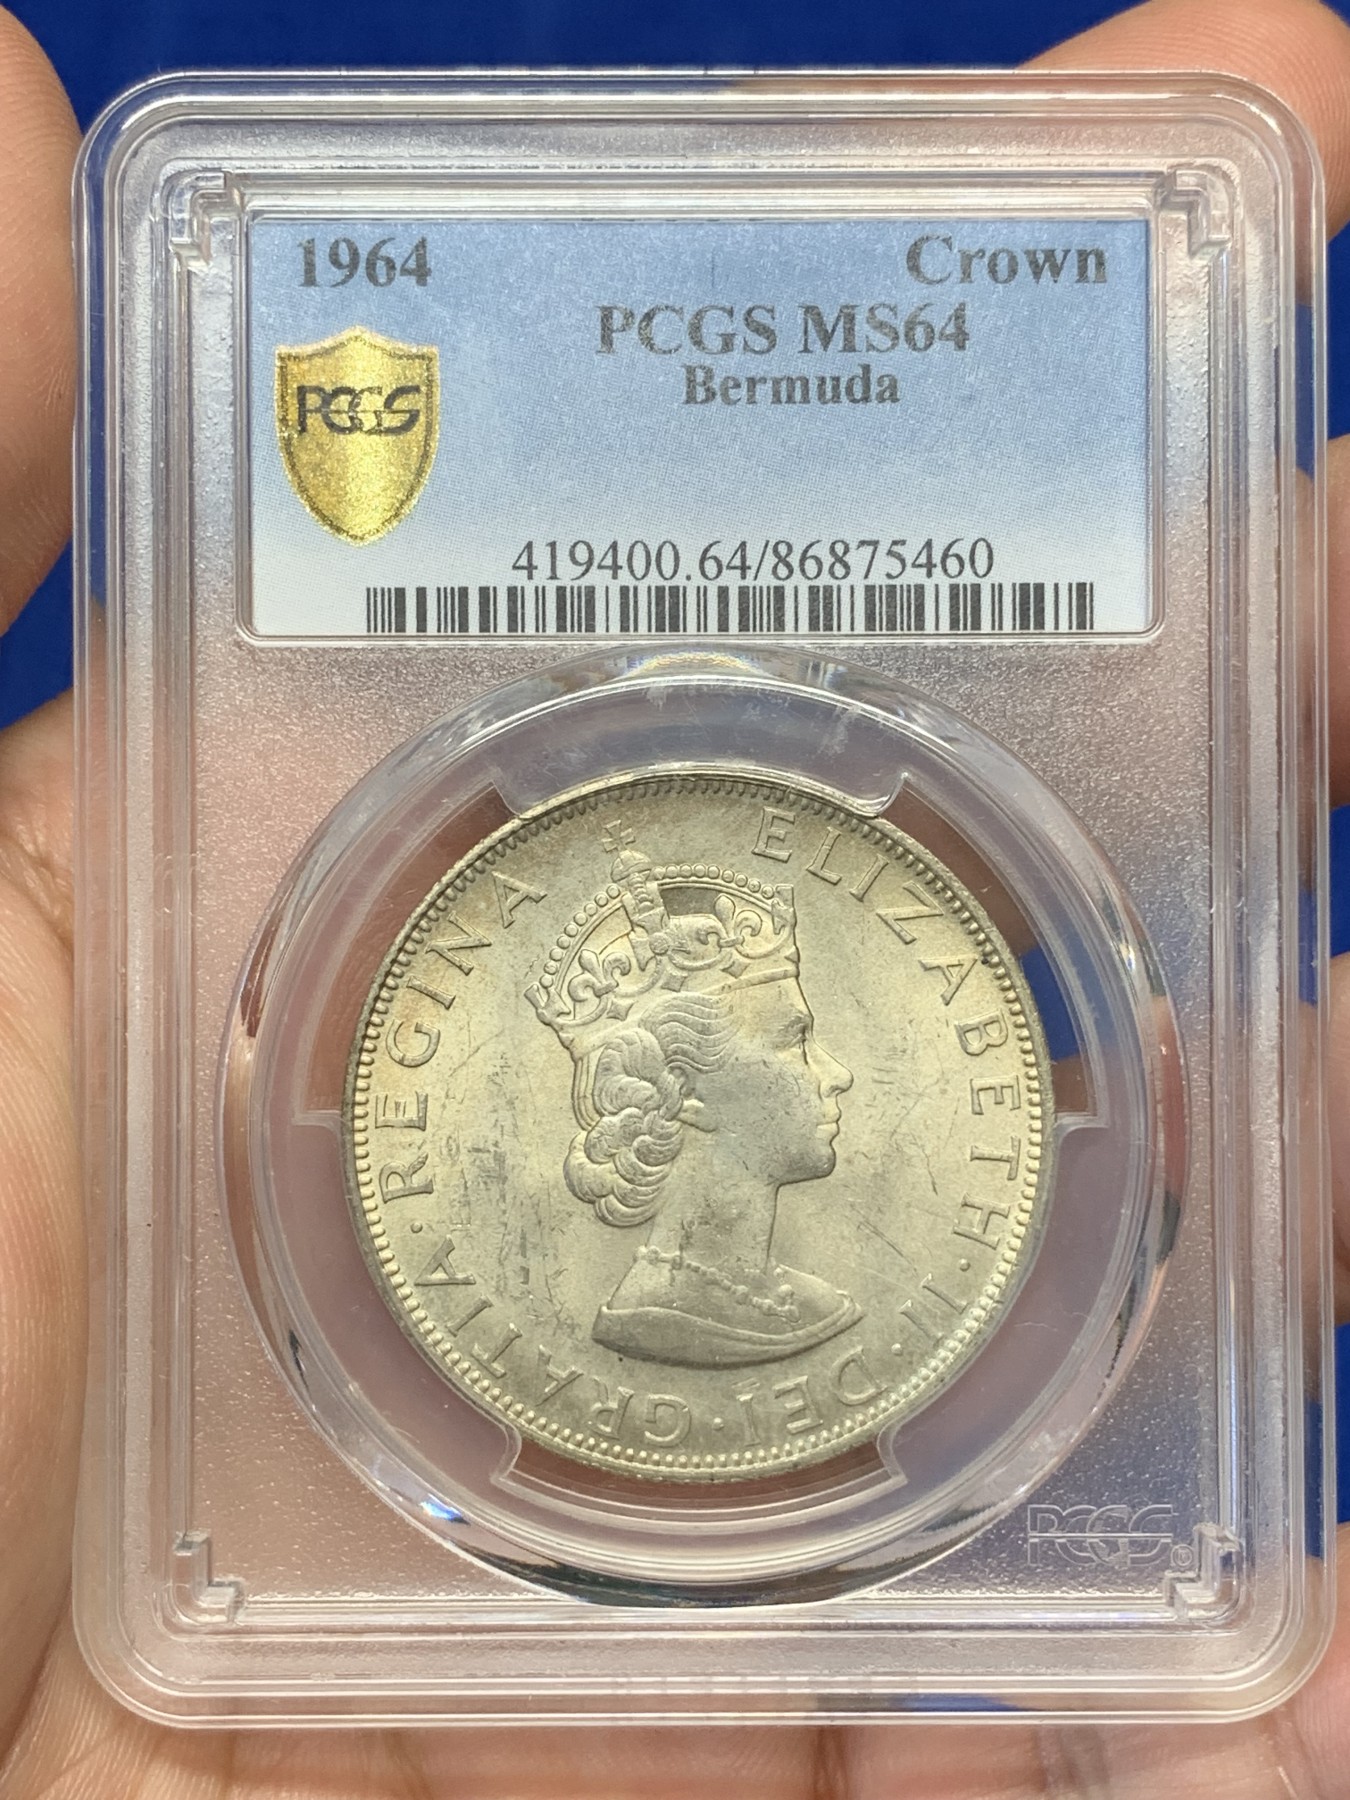 1964 Crown
PCGS MS64
Bermuda
PCGS
419400.64/86875460
ELIZABETH·II·DEI·GRATIA·REGINA
PCGS®